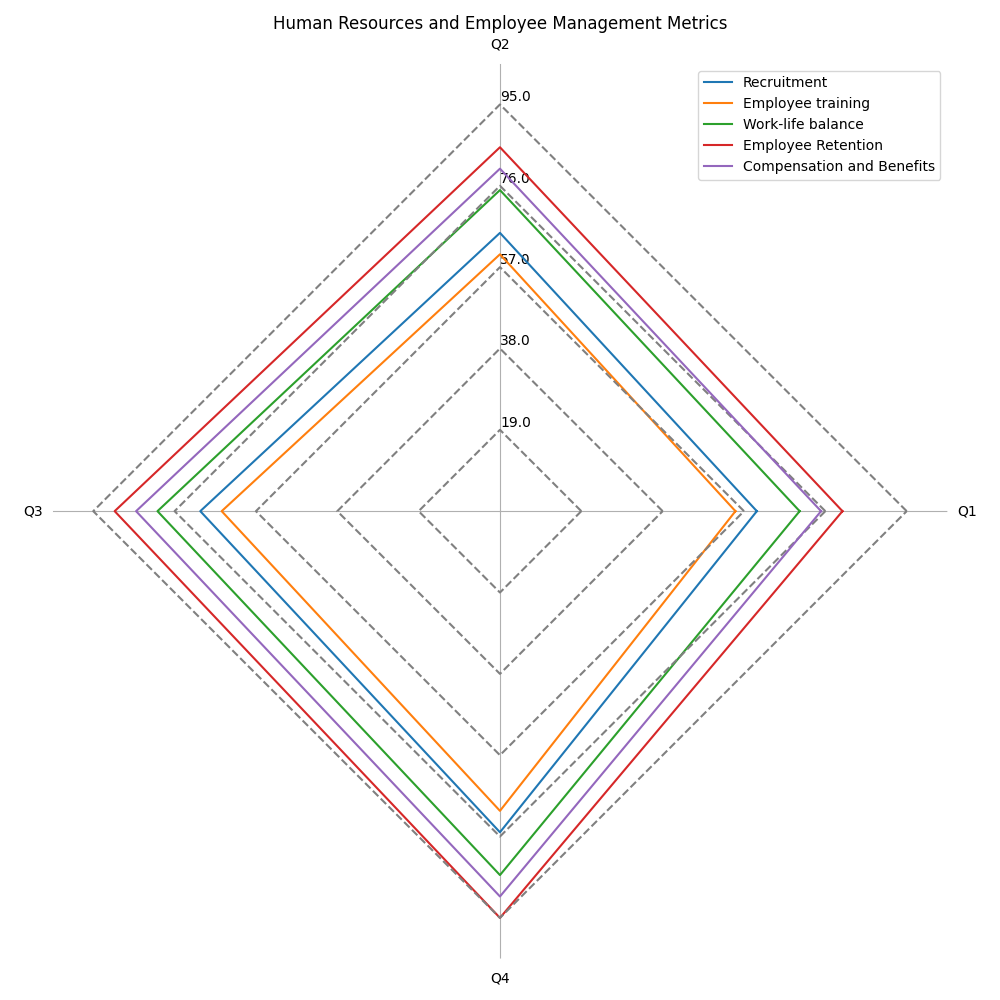 Human Resources and Employee Management Metrics
Q2
Recruitment
Employee training
Work-life balance
Employee Retention
Compensation and Benefits
95.0
76.0
57.0
38.0
19.0
Q3
Q1
Q4